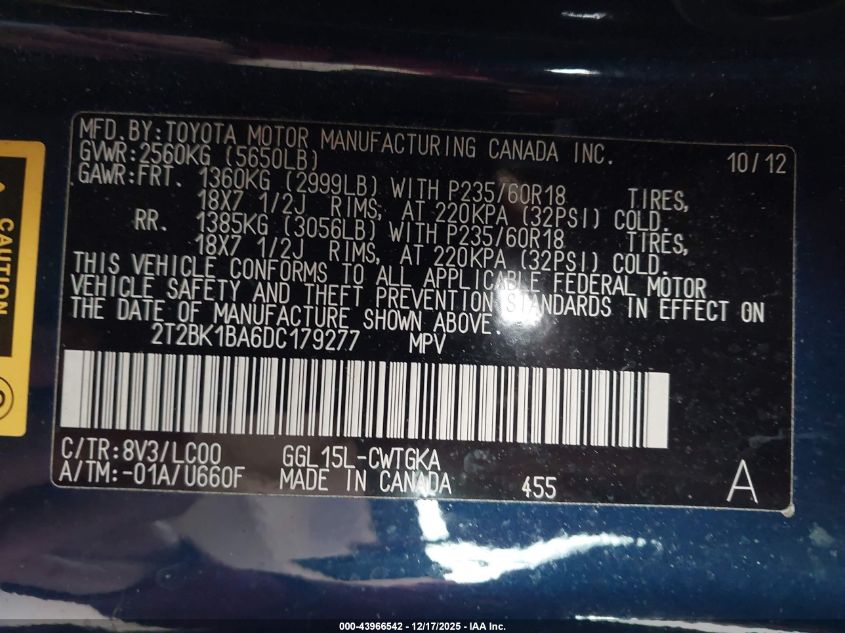 MFD.BY:TOYOTA MOTOR MANUFACTURING CANADA INC. 10/12
GVWR:2560KG (5650LB)
GAWR:FRT. 1360KG (2999LB) WITH P235/60R18 TIRES,
18X7 1/2J RIMS, AT 220KPA (32PSI) COLD.
RR. 1385KG (3056LB) WITH P235/60R18 TIRES,
18X7 1/2J RIMS, AT 220KPA (32PSI) COLD.
THIS VEHICLE CONFORMS TO ALL APPLICABLE FEDERAL MOTOR
VEHICLE SAFETY AND THEFT PREVENTION STANDARDS IN EFFECT ON
THE DATE OF MANUFACTURE SHOWN ABOVE.
2T2BK1BA6DC179277 MPV
C/TR:8V3/LC00 GGL15L-CWTGKA
A/TM:-01A/U660F MADE IN CANADA 455 A
CAUTION
000-43966542 - 12/17/2025 - IAA Inc.